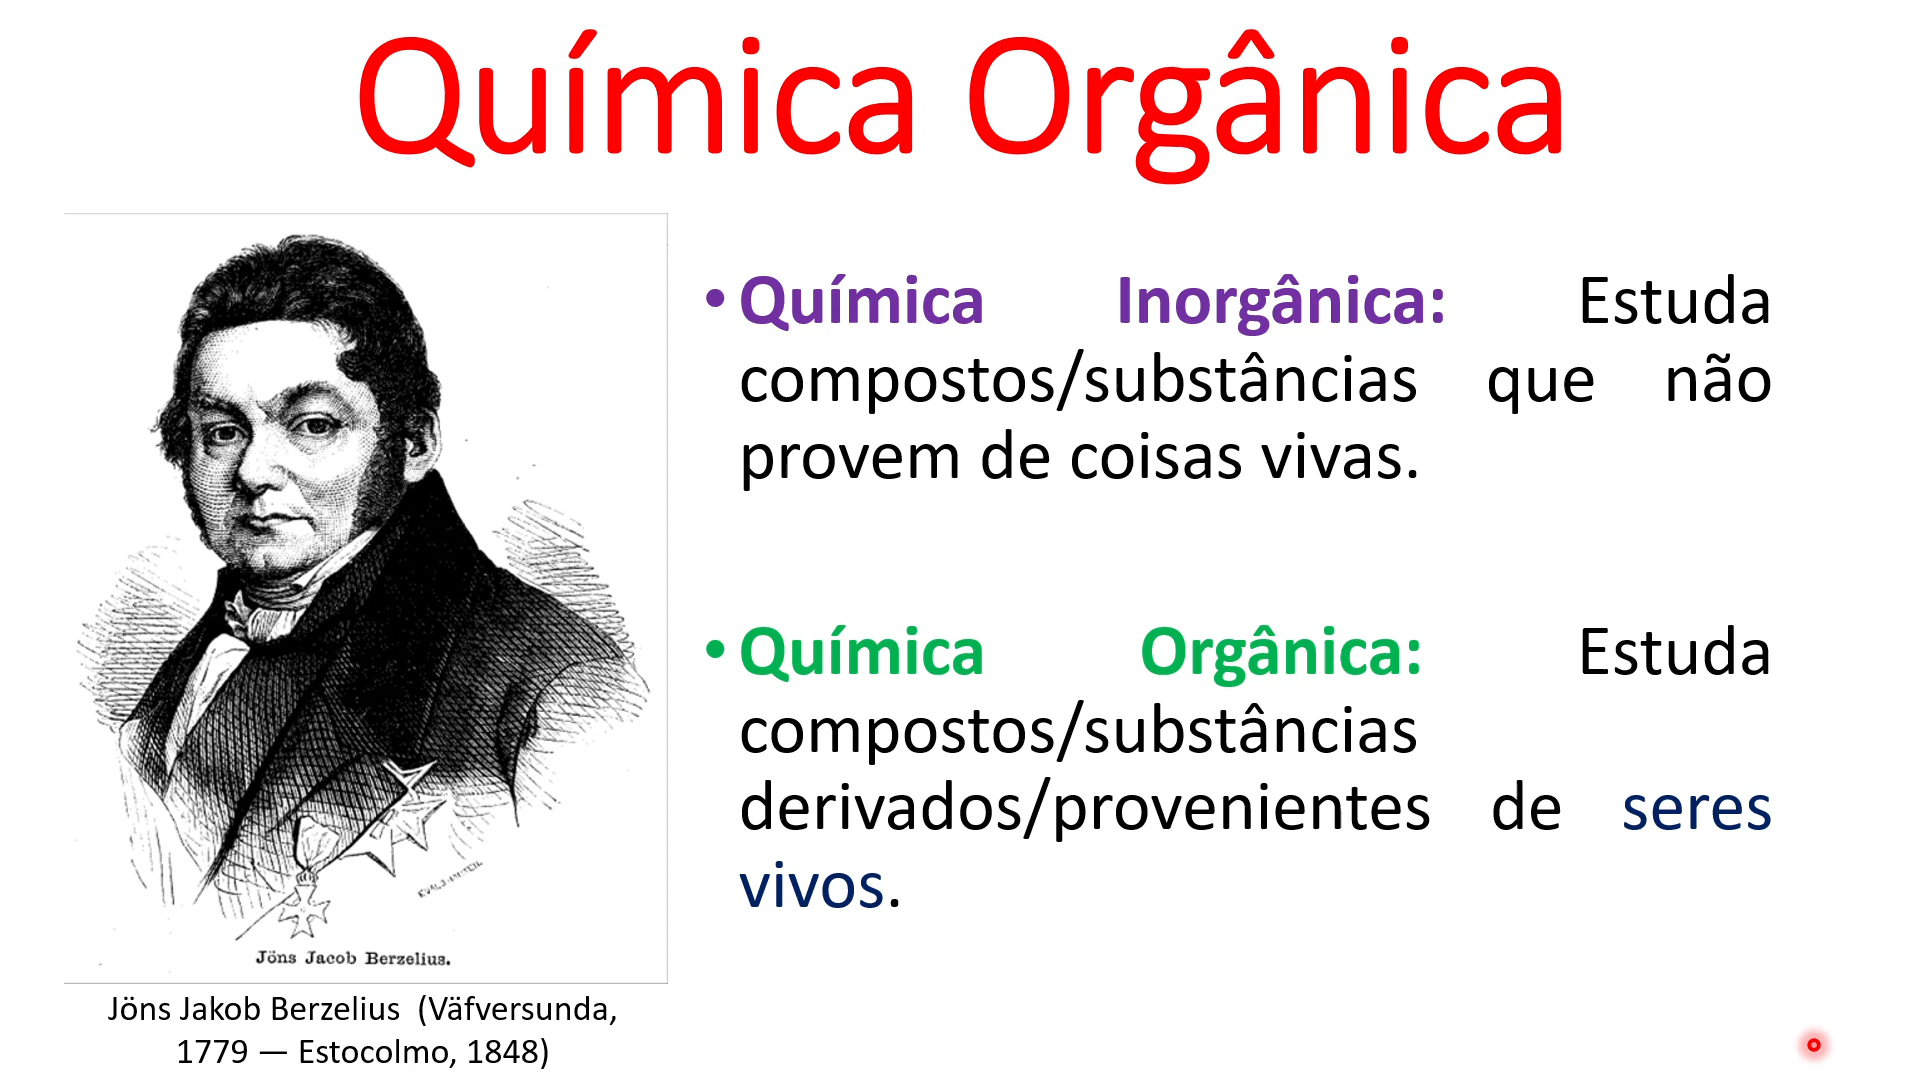 Química Orgânica
• Química Inorgânica: Estuda
compostos/substâncias que não
provem de coisas vivas.
• Química Orgânica: Estuda
compostos/substâncias
derivados/provenientes de seres
vivos.
Jöns Jacob Berzelius.
Jöns Jakob Berzelius (Väfversunda,
1779 — Estocolmo, 1848)